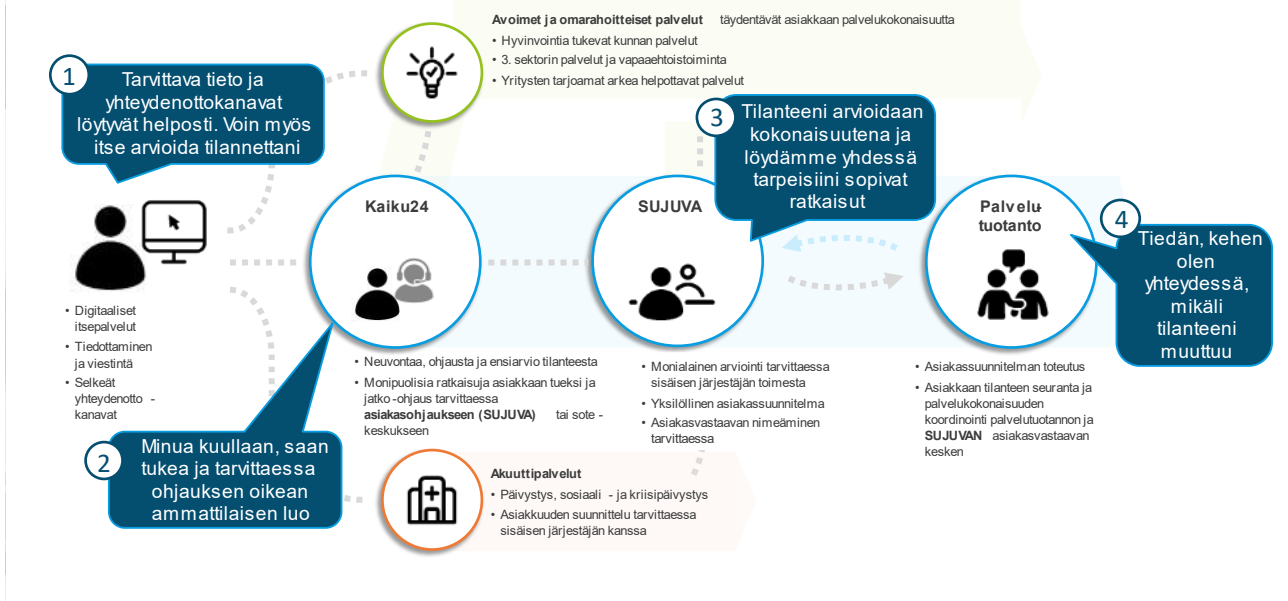 Avoimet ja omarahoitteiset palvelut täydentävät asiakkaan palvelukokonaisuutta
• Hyvinvointia tukevat kunnan palvelut
• 3. sektorin palvelut ja vapaaehtoistoiminta
• Yritysten tarjoamat arkea helpottavat palvelut
1
Tarvittava tieto ja
yhteydenottokanavat
löytyvät helposti. Voin myös
itse arvioida tilannettani
3
Tilanteeni arvioidaan
kokonaisuutena ja
löydämme yhdessä
tarpeisiini sopivat
ratkaisut
Kaiku24
SUJUVA
Palvelu-
tuotanto
4
Tiedän, kehen
olen
yhteydessä,
mikäli
tilanteeni
muuttuu
• Digitaaliset
itsepalvelut
• Tiedottaminen
ja viestintä
• Selkeät
yhteydenotto -
kanavat
• Neuvontaa, ohjausta ja ensiarvio tilanteesta
• Monipuolisia ratkaisuja asiakkaan tueksi ja
jatko -ohjaus tarvittaessa
asiakasohjaukseen (SUJUVA) tai sote -
keskukseen
• Monialainen arviointi tarvittaessa
sisäisen järjestäjän toimesta
• Yksilöllinen asiakassuunnitelma
• Asiakasvastaavan nimeäminen
tarvittaessa
• Asiakassuunnitelman toteutus
• Asiakkaan tilanteen seuranta ja
palvelukokonaisuuden
koordinointi palvelutuotannon ja
SUJUVAN asiakasvastaavan
kesken
2
Minua kuullaan, saan
tukea ja tarvittaessa
ohjauksen oikean
ammattilaisen luo
Akuuttipalvelut
• Päivystys, sosiaali - ja kriisipäivystys
• Asiakkuuden suunnittelu tarvittaessa
sisäisen järjestäjän kanssa